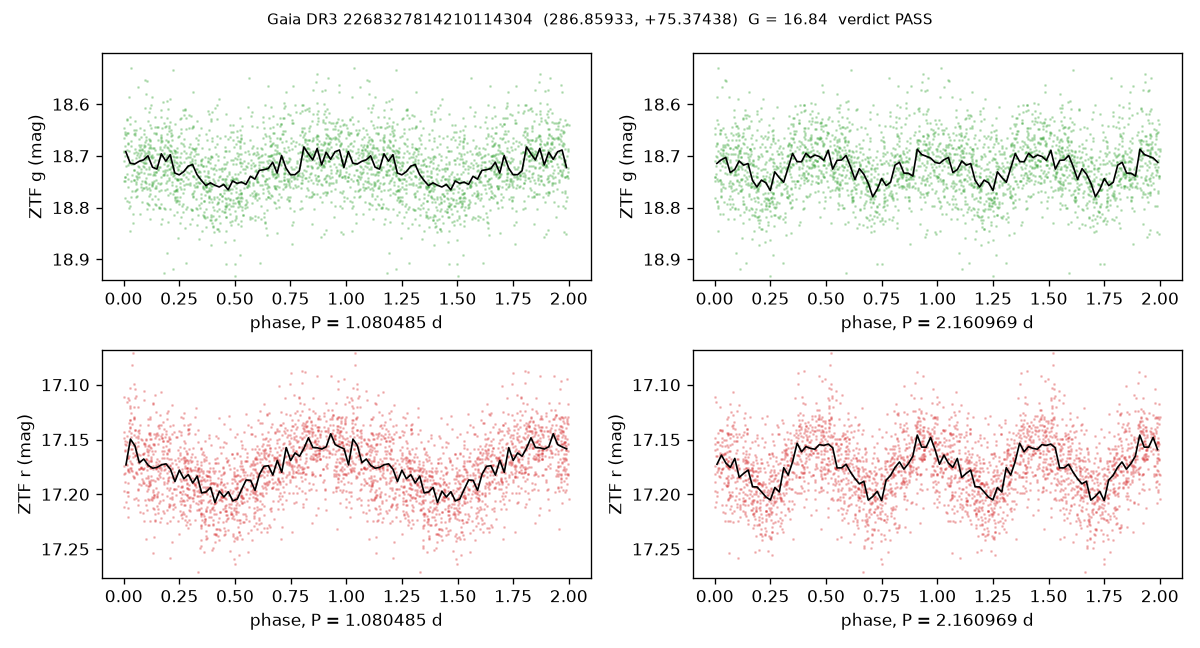 Gaia DR3 2268327814210114304 (286.85933, +75.37438) G = 16.84 verdict PASS
ZTF g (mag)
18.6
18.7
18.8
18.9
0.00 0.25 0.50 0.75 1.00 1.25 1.50 1.75 2.00
phase, P = 1.080485 d
ZTF g (mag)
18.6
18.7
18.8
18.9
0.00 0.25 0.50 0.75 1.00 1.25 1.50 1.75 2.00
phase, P = 2.160969 d
ZTF r (mag)
17.10
17.15
17.20
17.25
0.00 0.25 0.50 0.75 1.00 1.25 1.50 1.75 2.00
phase, P = 1.080485 d
ZTF r (mag)
17.10
17.15
17.20
17.25
0.00 0.25 0.50 0.75 1.00 1.25 1.50 1.75 2.00
phase, P = 2.160969 d